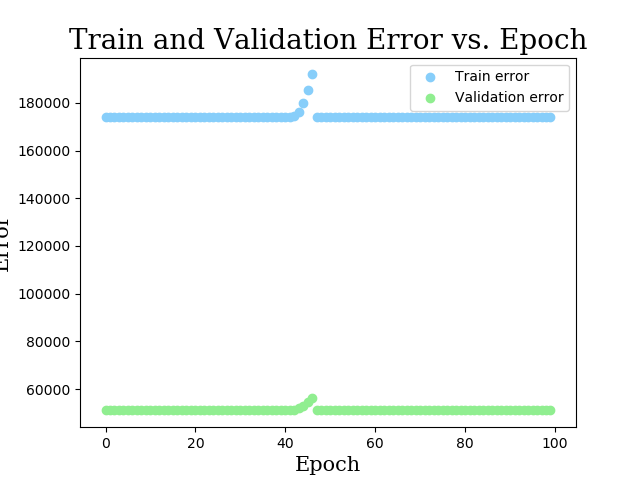 Train and Validation Error vs. Epoch
Train error
Validation error
180000
160000
140000
120000
100000
80000
60000
Error
0 20 40 60 80 100
Epoch